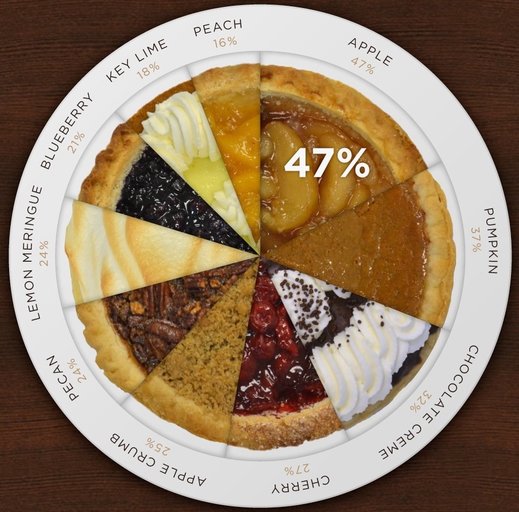 PEACH
16%
APPLE
47%
47%
PUMPKIN
37%
CHOCOLATE CREME
32%
CHERRY
27%
APPLE CRUMB
25%
PECAN
24%
LEMON MERINGUE
24%
BLUEBERRY
21%
KEY LIME
18%